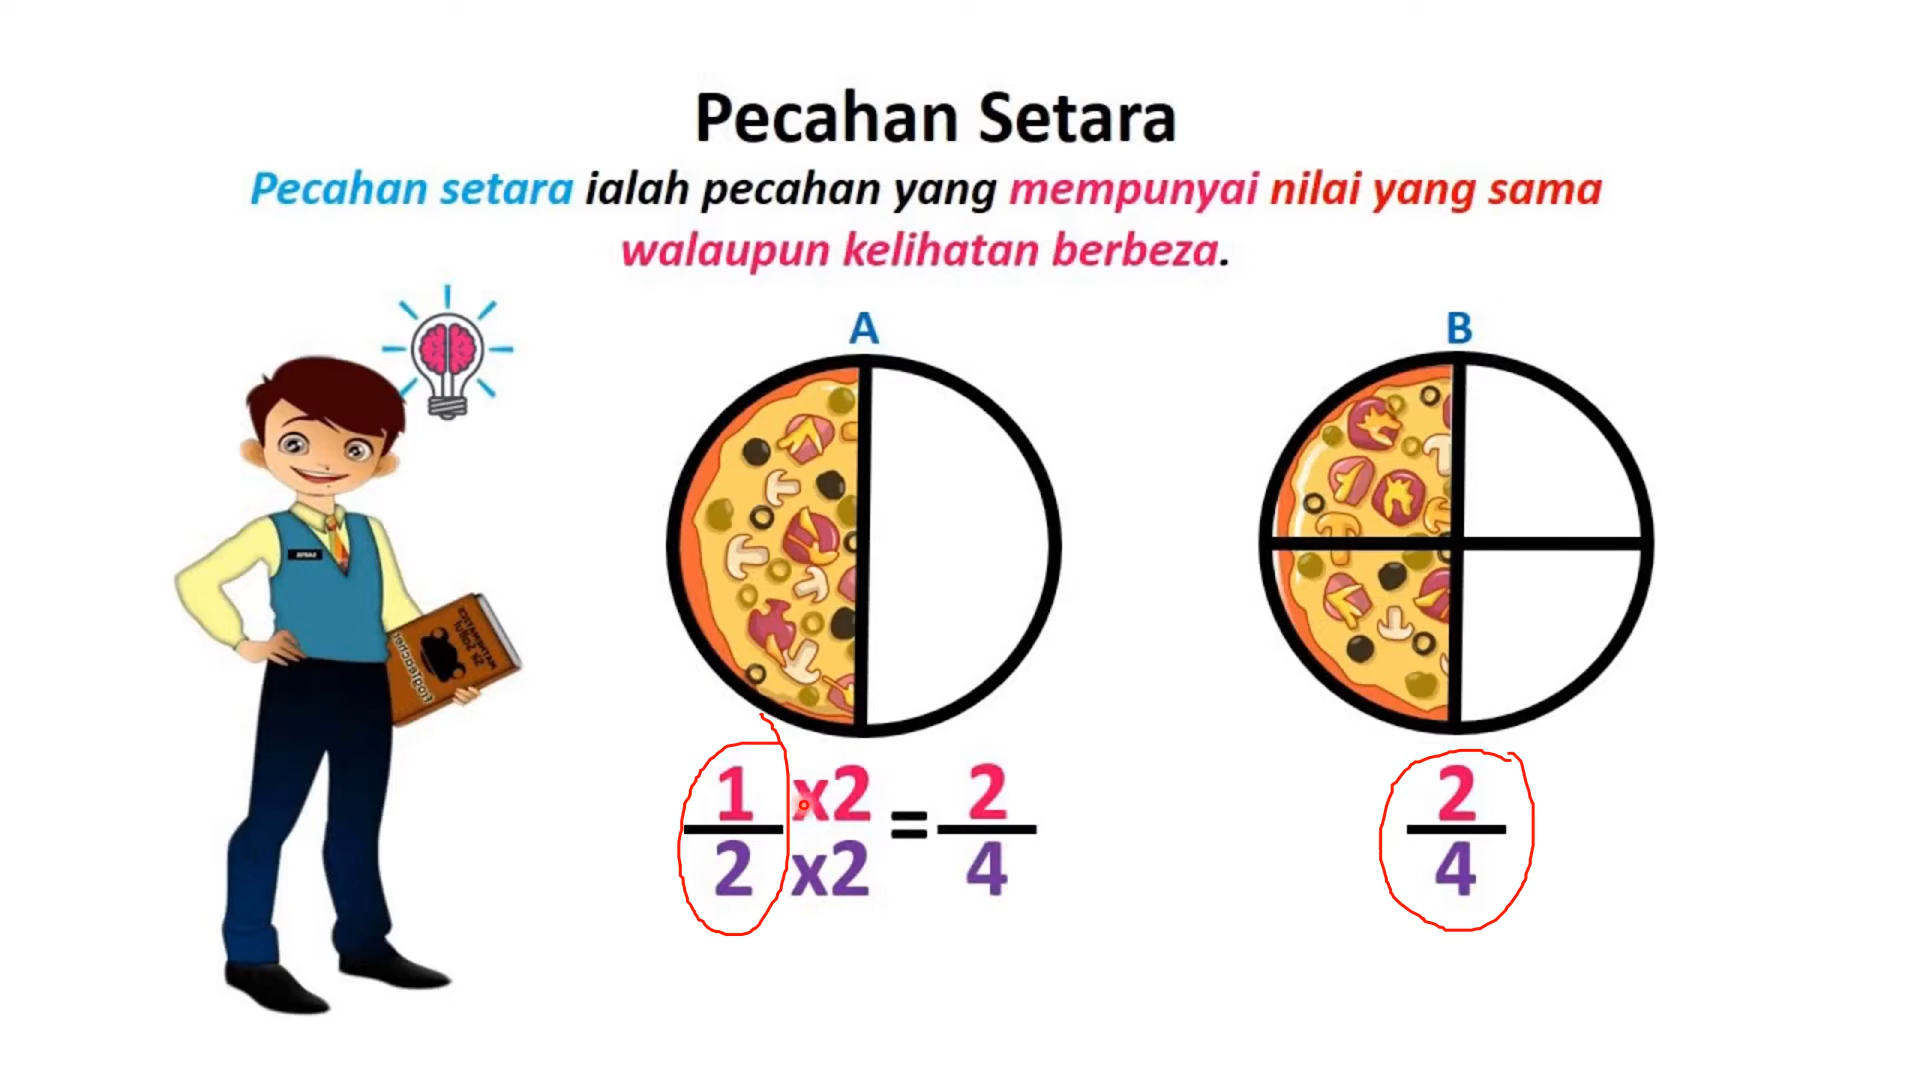 Pecahan Setara
Pecahan setara ialah pecahan yang mempunyai nilai yang sama
walaupun kelihatan berbeza.
A
B
1 x2 = 2
2 x2 4
2
4